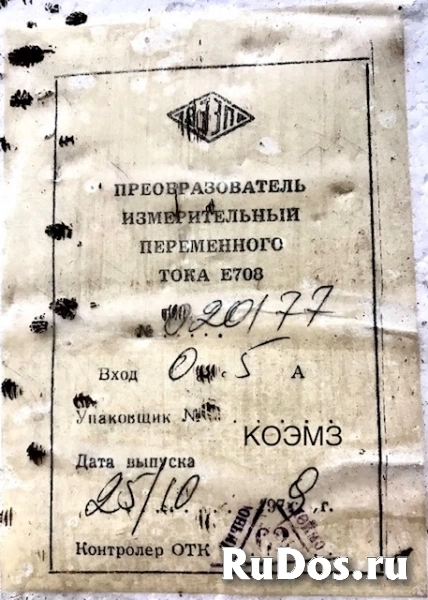 ПРЕОБРАЗОВАТЕЛЬ
ИЗМЕРИТЕЛЬНЫЙ
ПЕРЕМЕННОГО
ТОКА Е708
№ 020177
Вход 0...5 А
Упаковщик №
КОЭМЗ
Дата выпуска
25/10 1978 г.
Контролер ОТК
RuDos.ru